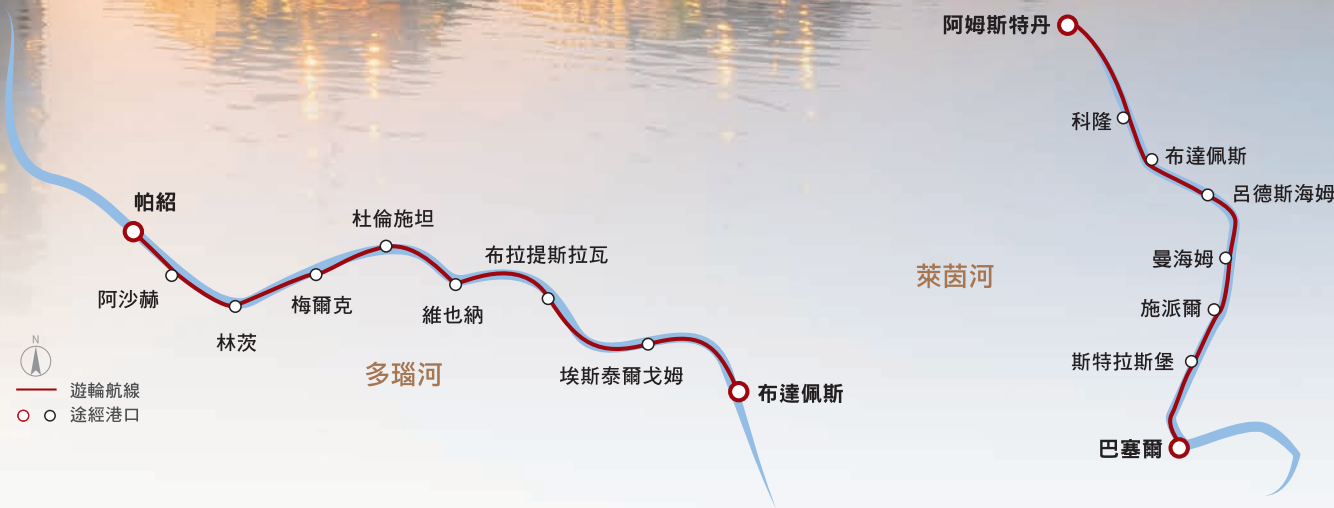 帕紹
阿沙赫
林茨
梅爾克
杜倫施坦
維也納
布拉提斯拉瓦
埃斯泰爾戈姆
布達佩斯
多瑙河
N
遊輪航線
途經港口
阿姆斯特丹
科隆
布達佩斯
呂德斯海姆
曼海姆
施派爾
斯特拉斯堡
巴塞爾
萊茵河